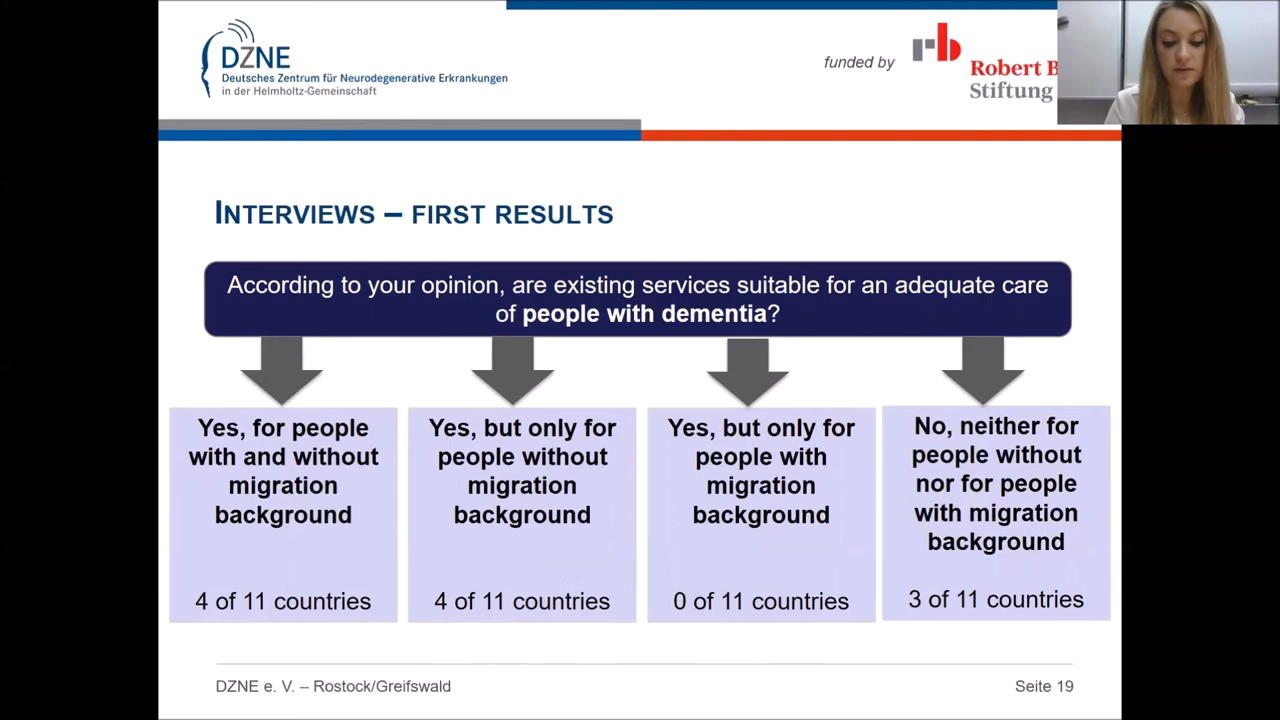 DZNE
Deutsches Zentrum für Neurodegenerative Erkrankungen
in der Helmholtz-Gemeinschaft
funded by
rb
Robert B
Stiftung
INTERVIEWS – FIRST RESULTS
According to your opinion, are existing services suitable for an adequate care
of people with dementia?
Yes, for people
with and without
migration
background
4 of 11 countries
Yes, but only for
people without
migration
background
4 of 11 countries
Yes, but only for
people with
migration
background
0 of 11 countries
No, neither for
people without
nor for people
with migration
background
3 of 11 countries
DZNE e. V. – Rostock/Greifswald
Seite 19